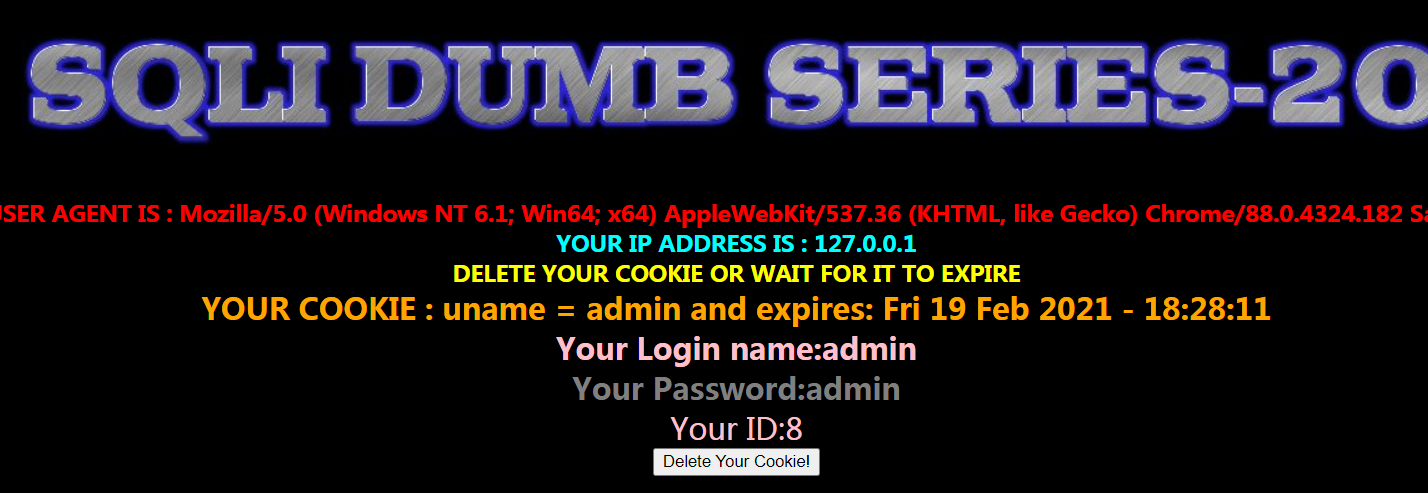 SQLI DUMB SERIES-20
USER AGENT IS : Mozilla/5.0 (Windows NT 6.1; Win64; x64) AppleWebKit/537.36 (KHTML, like Gecko) Chrome/88.0.4324.182 Sa
YOUR IP ADDRESS IS : 127.0.0.1
DELETE YOUR COOKIE OR WAIT FOR IT TO EXPIRE
YOUR COOKIE : uname = admin and expires: Fri 19 Feb 2021 - 18:28:11
Your Login name:admin
Your Password:admin
Your ID:8
Delete Your Cookie!